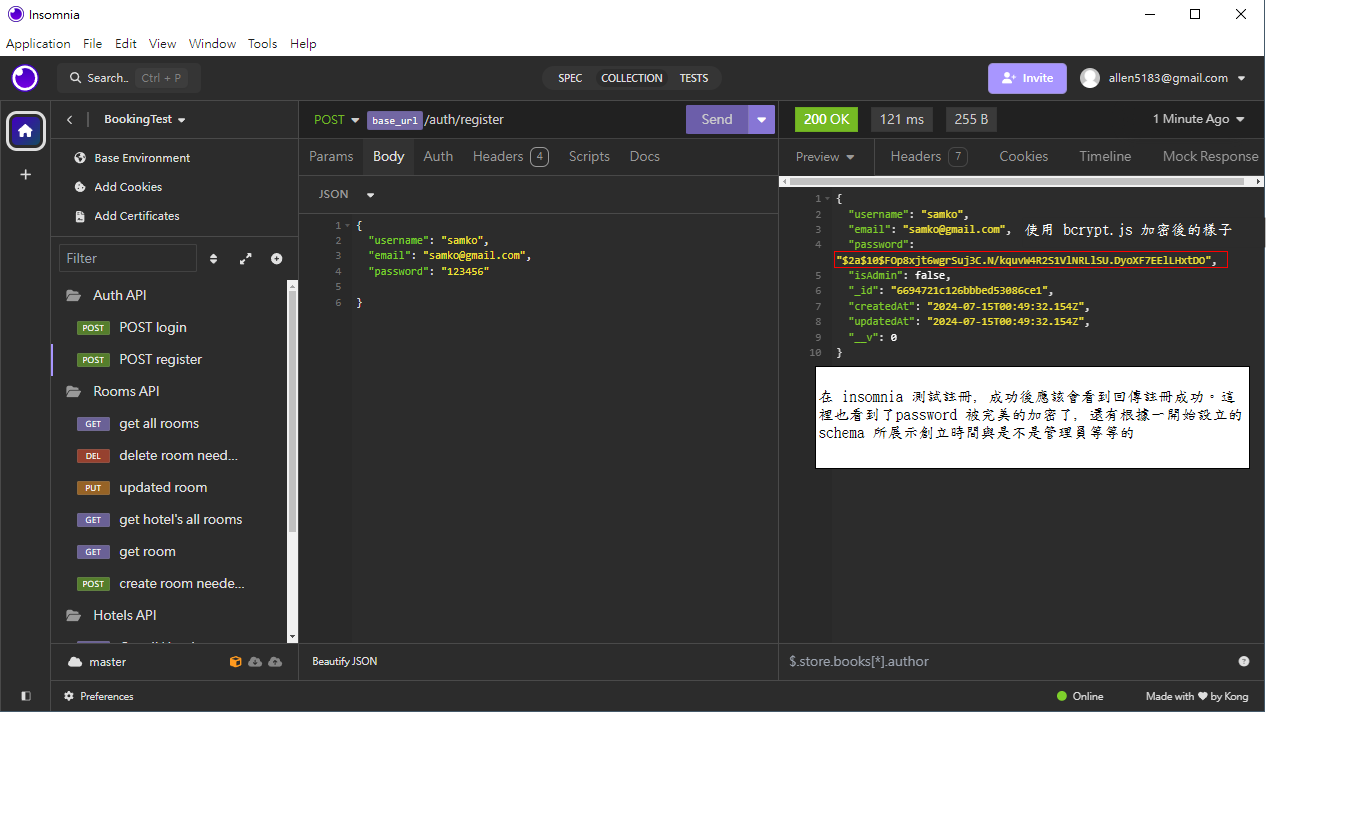 Insomnia
Application File Edit View Window Tools Help
Search.. Ctrl + P
SPEC COLLECTION TESTS
Invite
allen5183@gmail.com
BookingTest
Base Environment
Add Cookies
Add Certificates
Filter
Auth API
POST POST login
POST POST register
Rooms API
GET get all rooms
DEL delete room need...
PUT updated room
GET get hotel's all rooms
GET get room
POST create room neede...
Hotels API
master
Preferences
POST base_url/auth/register
Send
Params Body Auth Headers 4 Scripts Docs
JSON
1 {
2 "username": "samko",
3 "email": "samko@gmail.com",
4 "password": "123456"
5
6 }
Beautify JSON
200 OK 121 ms 255 B
1 Minute Ago
Preview Headers 7 Cookies Timeline Mock Response
1 {
2 "username": "samko",
3 "email": "samko@gmail.com", 使用 bcrypt.js 加密後的樣子
4 "password":
"$2a$10$FOp8xjt6wgrSuj3C.N/kquvW4R2S1VlNRLlSU.DyoXF7EElLHxtDO",
5 "isAdmin": false,
6 "_id": "6694721c126bbbed53086ce1",
7 "createdAt": "2024-07-15T00:49:32.154Z",
8 "updatedAt": "2024-07-15T00:49:32.154Z",
9 "__v": 0
10 }
在 insomnia 測試註冊, 成功後應該會看到回傳註冊成功。這
裡也看到了password 被完美的加密了, 還有根據一開始設立的
schema 所展示創立時間與是不是管理員等等的
$.store.books[*].author
Online
Made with ♥ by Kong